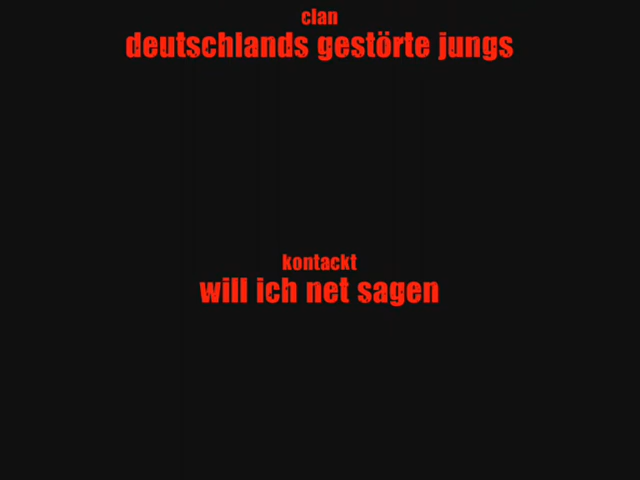 clan
deutschlands gestörte jungs
kontackt
will ich net sagen